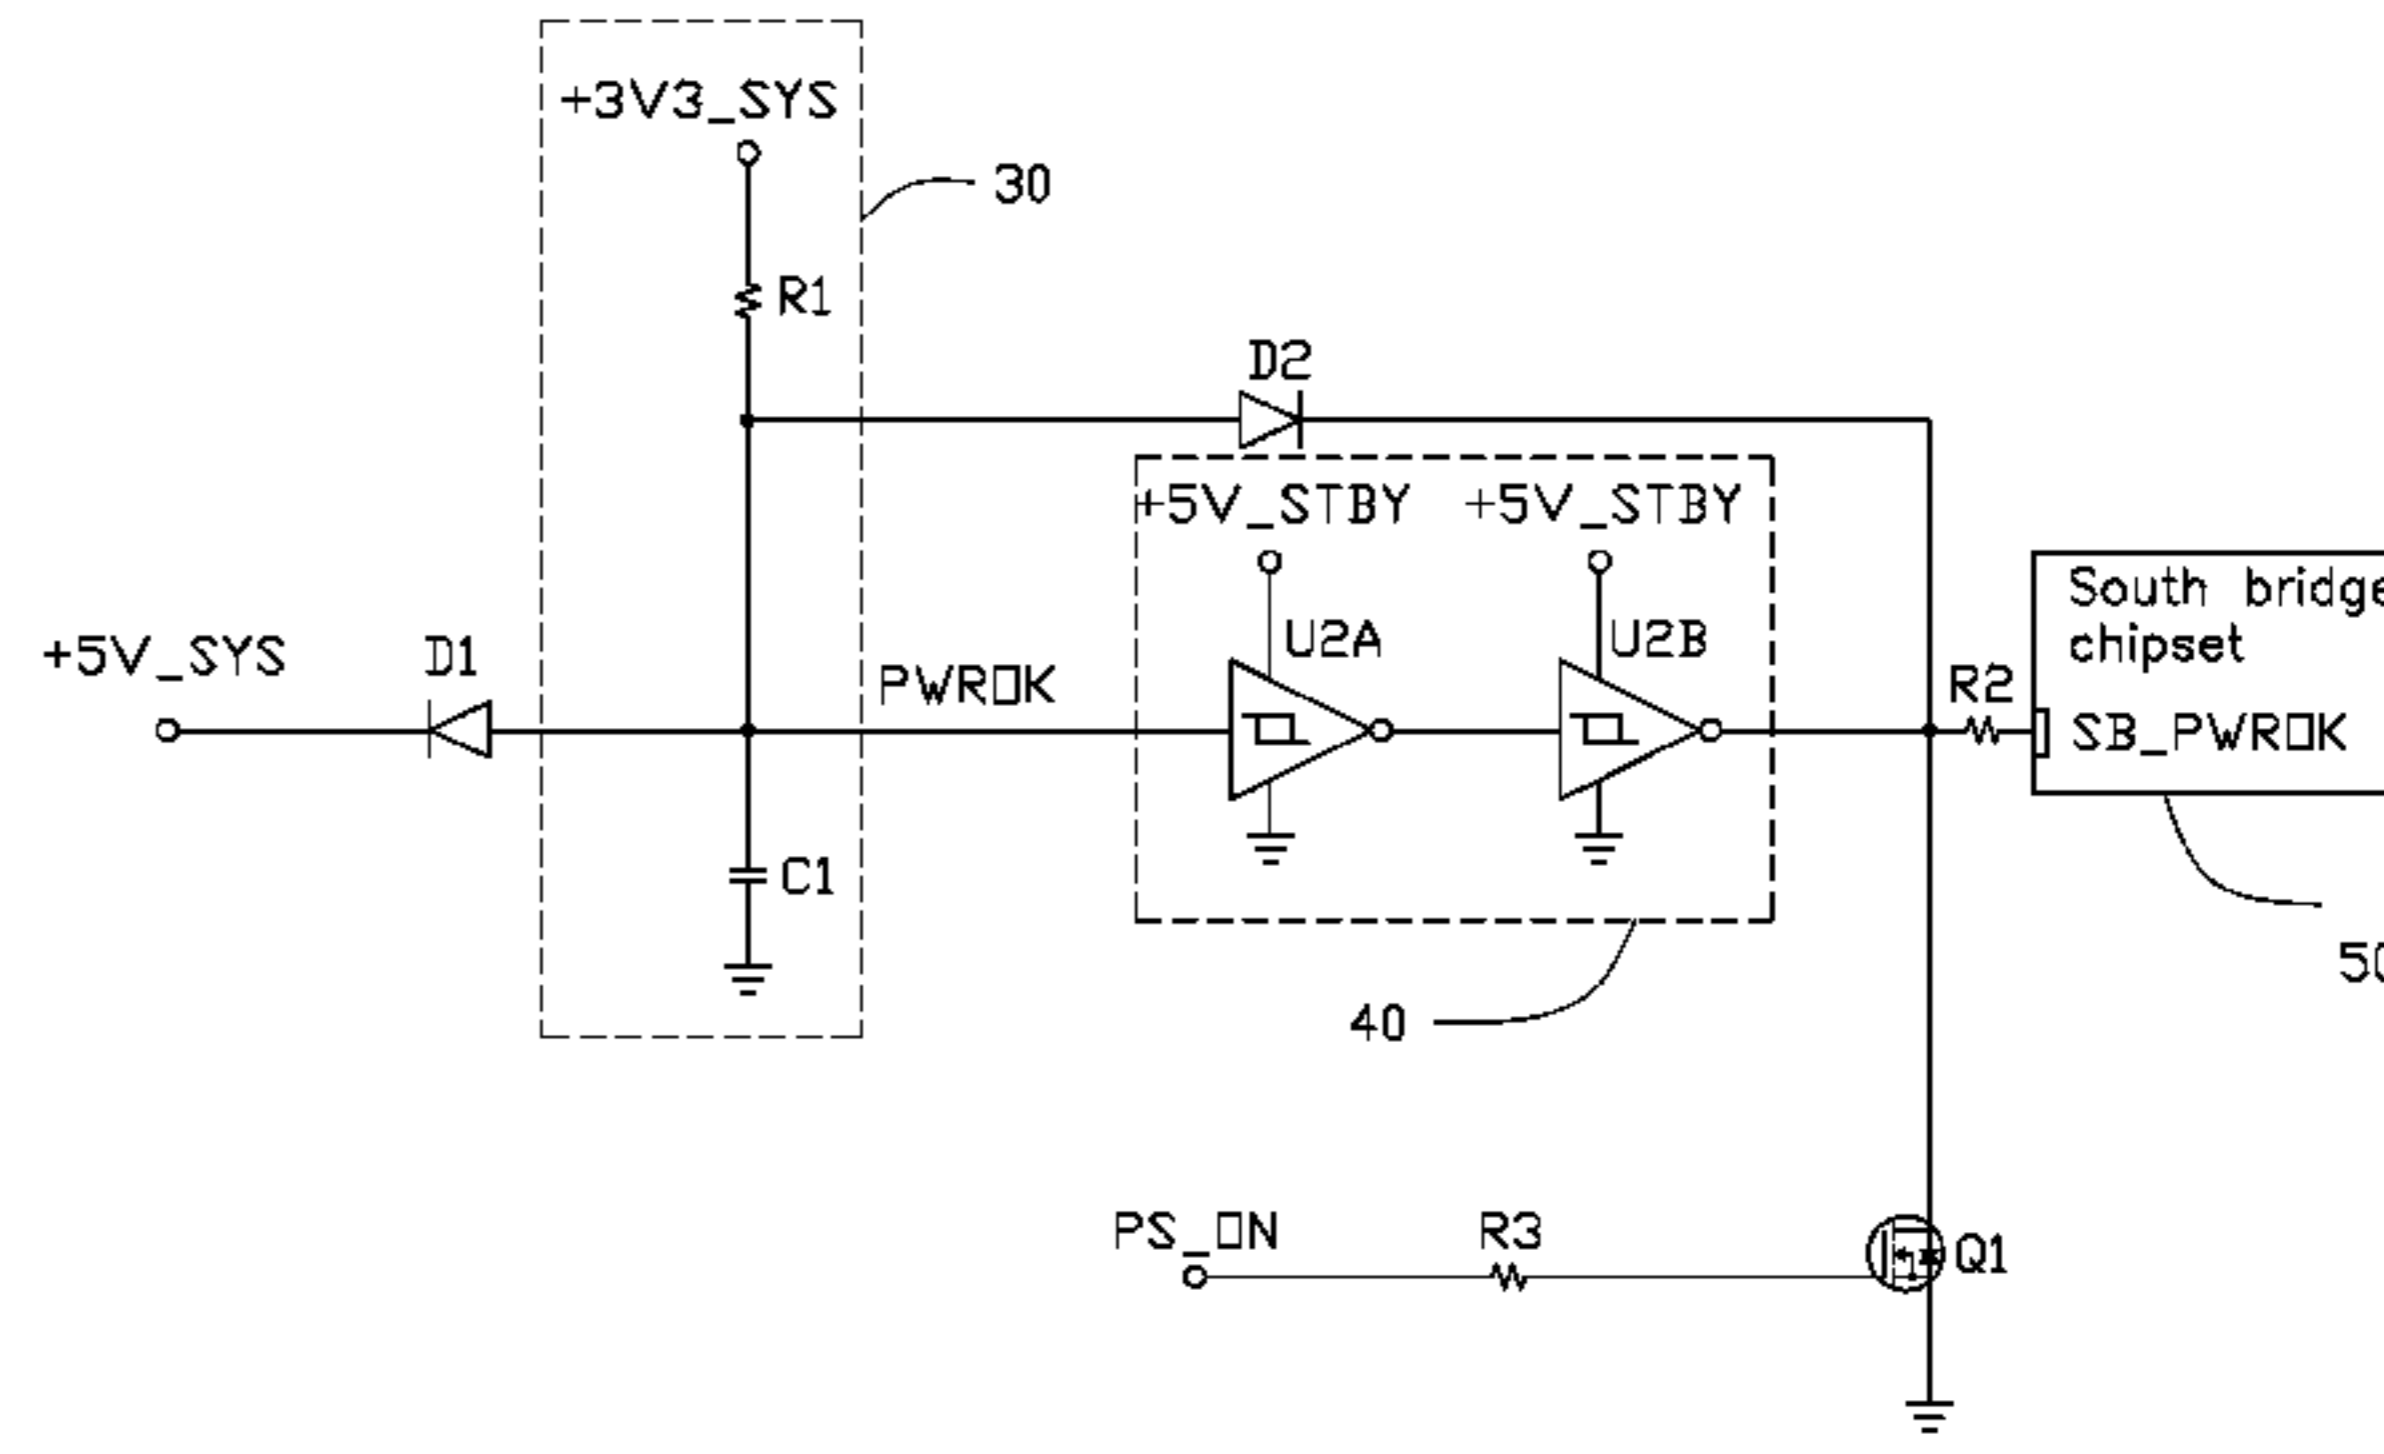 +3V3_SYS
30
R1
D2
+5V_STBY +5V_STBY
U2A U2B
South bridge
chipset
+5V_SYS D1
PWROK
R2
SB_PWROK
C1
50
40
PS_ON R3
Q1